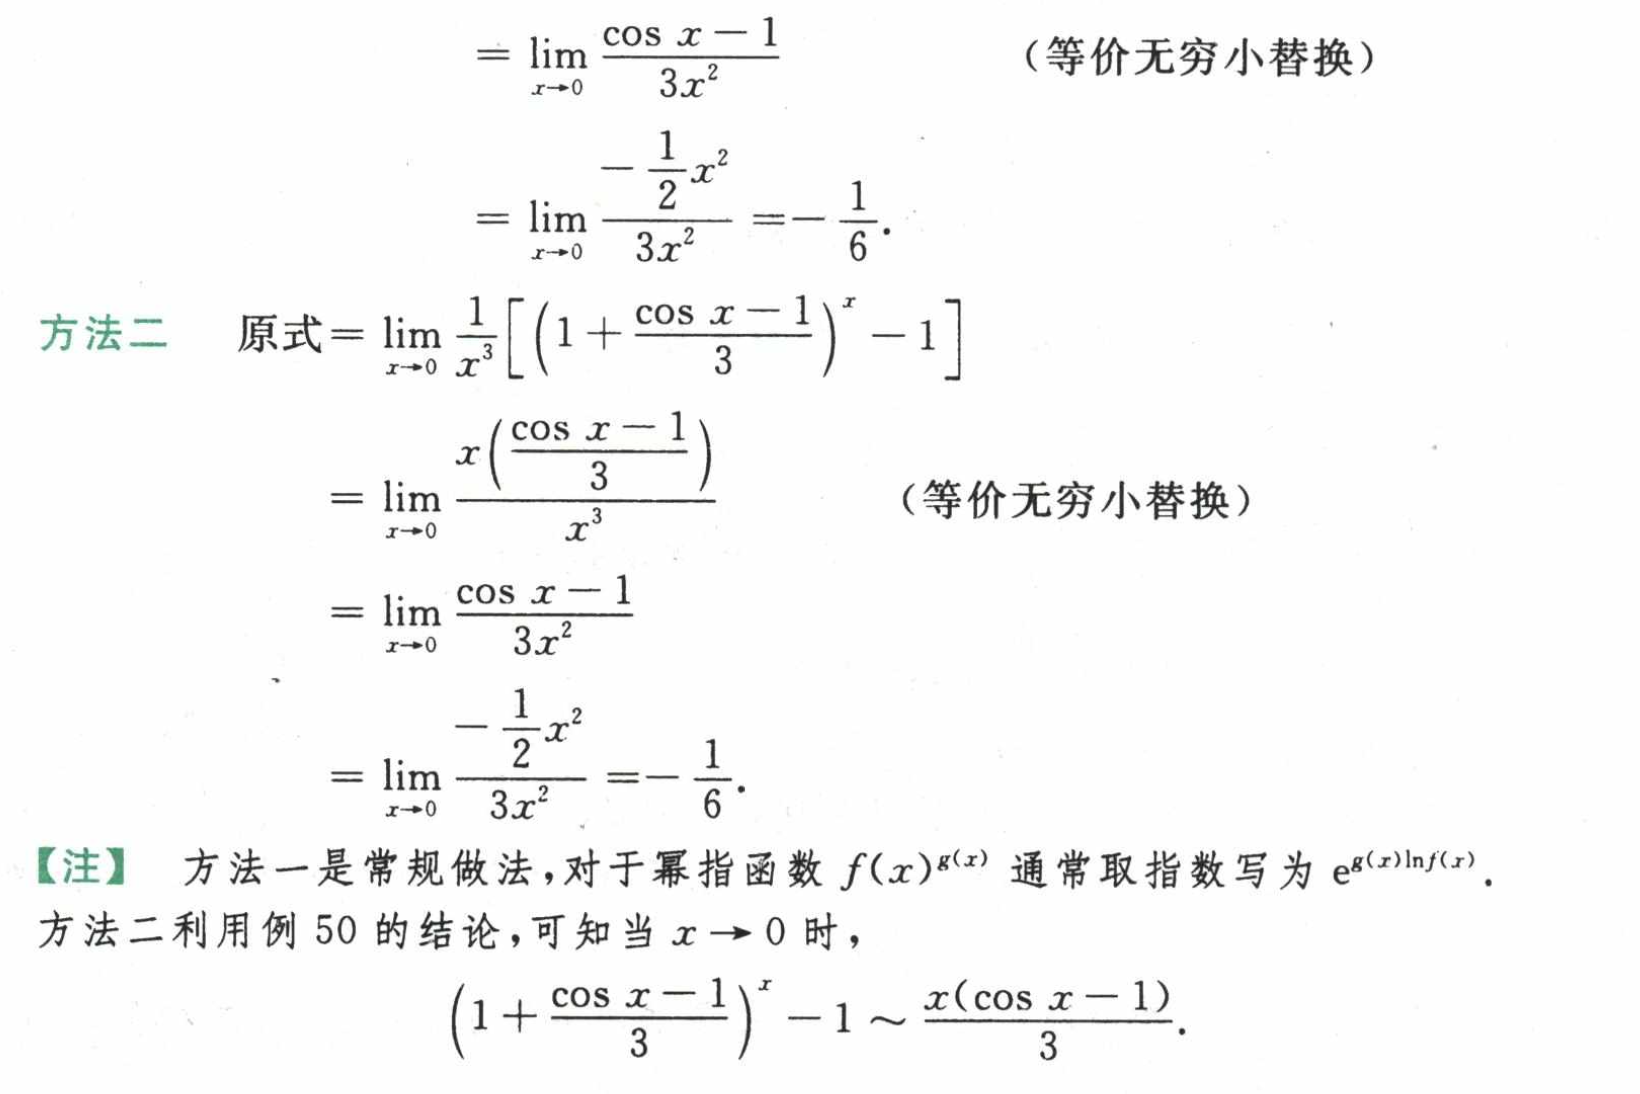 $= \lim_{x \to 0} \frac{\cos x - 1}{3x^2}$ (等价无穷小替换)
$= \lim_{x \to 0} \frac{-\frac{1}{2}x^2}{3x^2} = -\frac{1}{6}.$
方法二 原式$= \lim_{x \to 0} \frac{1}{x^3}\left[\left(1 + \frac{\cos x - 1}{3}\right)^x - 1\right]$
$= \lim_{x \to 0} \frac{x\left(\frac{\cos x - 1}{3}\right)}{x^3}$ (等价无穷小替换)
$= \lim_{x \to 0} \frac{\cos x - 1}{3x^2}$
$= \lim_{x \to 0} \frac{-\frac{1}{2}x^2}{3x^2} = -\frac{1}{6}.$
【注】 方法一是常规做法,对于幂指函数 $f(x)^{g(x)}$ 通常取指数写为 $e^{g(x)\ln f(x)}$.
方法二利用例 50 的结论,可知当 $x \to 0$ 时,
$\left(1 + \frac{\cos x - 1}{3}\right)^x - 1 \sim \frac{x(\cos x - 1)}{3}.$